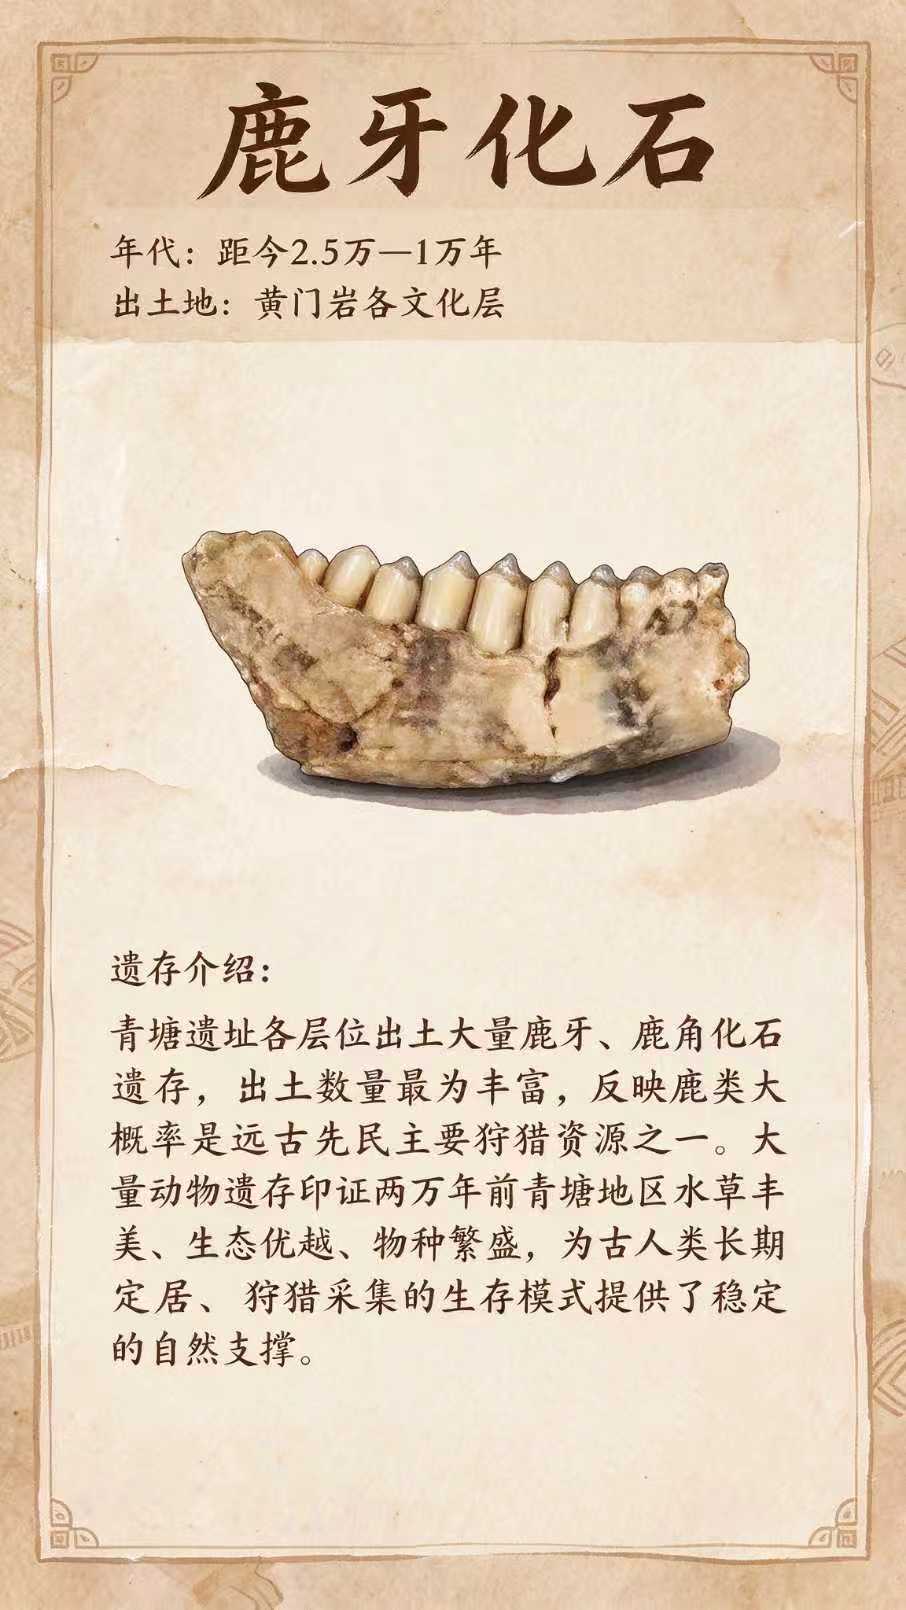 鹿牙化石
年代：距今2.5万—1万年
出土地：黄门岩各文化层
遗存介绍：
青塘遗址各层位出土大量鹿牙、鹿角化石
遗存，出土数量最为丰富，反映鹿类大
概率是远古先民主要狩猎资源之一。大
量动物遗存印证两万年前青塘地区水草丰
美、生态优越、物种繁盛，为古人类长期
定居、狩猎采集的生存模式提供了稳定
的自然支撑。